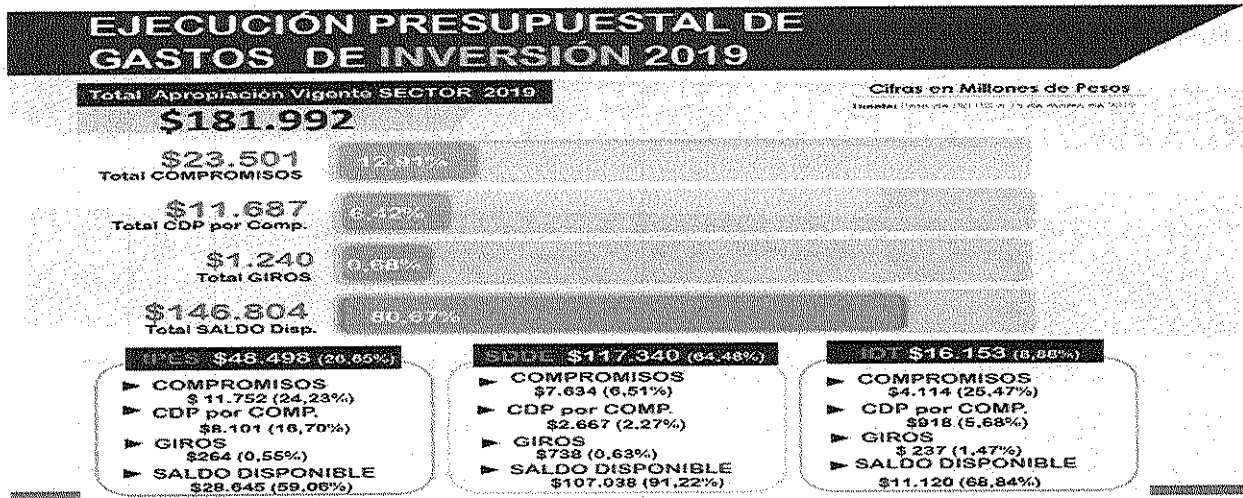 EJECUCIÓN PRESUPUESTAL DE
GASTOS DE INVERSIÓN 2019
Total Apropiación Vigente SECTOR 2019
$181.992
Cifras en Millones de Pesos
$23.501
Total COMPROMISOS
12.91%
$11.687
Total CDP por Comp.
6.42%
$1.240
Total GIROS
0.68%
$146.804
Total SALDO Disp.
80.67%
IPES $48.498 (26,65%)
► COMPROMISOS
$ 11.752 (24,23%)
► CDP por COMP.
$8.101 (16,70%)
► GIROS
$264 (0,55%)
► SALDO DISPONIBLE
$28.645 (59,06%)
SDDE $117.340 (64,48%)
► COMPROMISOS
$7.634 (6,51%)
► CDP por COMP.
$2.667 (2.27%)
► GIROS
$738 (0,63%)
► SALDO DISPONIBLE
$107.038 (91,22%)
IDT $16.153 (8,88%)
► COMPROMISOS
$4.114 (25,47%)
► CDP por COMP.
$918 (5,68%)
► GIROS
$ 237 (1,47%)
► SALDO DISPONIBLE
$11.120 (68,84%)